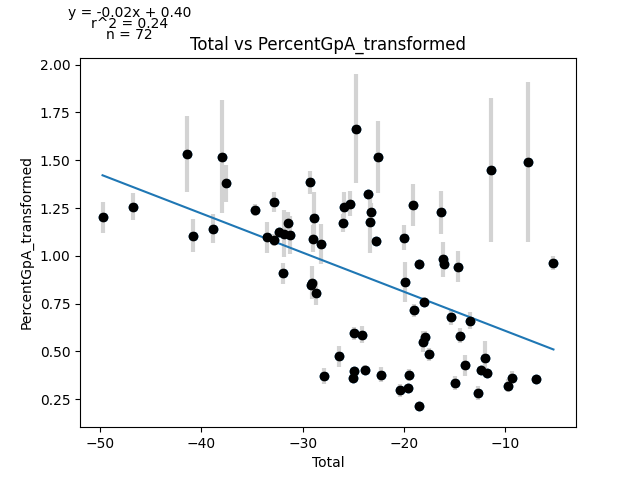 y = -0.02x + 0.40
r^2 = 0.24
n = 72
Total vs PercentGpA_transformed
2.00
1.75
1.50
1.25
1.00
0.75
0.50
0.25
PercentGpA_transformed
−50 −40 −30 −20 −10
Total